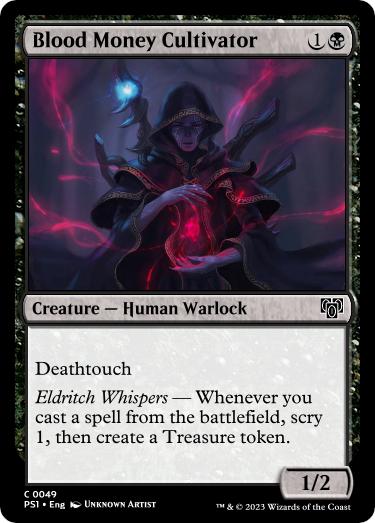 Blood Money Cultivator 1
Creature — Human Warlock
Deathtouch
Eldritch Whispers — Whenever you
cast a spell from the battlefield, scry
1, then create a Treasure token.
1/2
C 0049
PS1 • Eng Unknown Artist
™ & © 2023 Wizards of the Coast